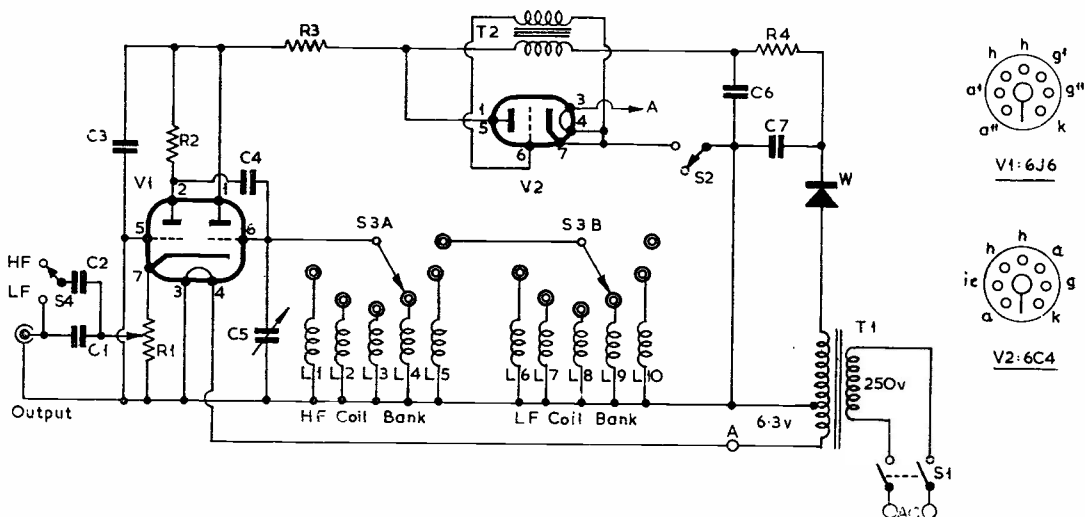 T2
R3
R4
h h
a' g'
a" g"
k
V1:6J6
3
A
1
5
4
C6
6
7
C7
V2
S2
W
C3
R2
C4
V1
2
1
5
6
S3A
S3B
h h
ie a
a g
k
V2:6C4
HF
C2
7
LF
S4
3
4
C5
C1
R1
T1
L1 L2 L3 L4 L5
L6 L7 L8 L9 L10
250v
Output
HF Coil Bank
LF Coil Bank
6·3v
A
S1
AC